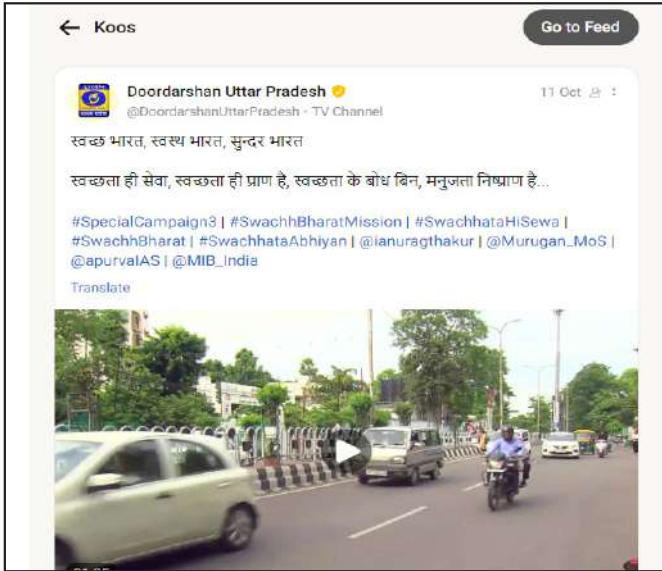 Koos
Go to Feed
Doordarshan Uttar Pradesh
11 Oct
@DoordarshanUttarPradesh - TV Channel
स्वच्छ भारत, स्वस्थ भारत, सुन्दर भारत
स्वच्छता ही सेवा, स्वच्छता ही प्राण है, स्वच्छता के बोध बिन, मनुजता निष्प्राण है...
#SpecialCampaign3 | #SwachhBharatMission | #SwachhataHiSewa |
#SwachhBharat | #SwachhataAbhiyan | @ianuragthakur | @Murugan_MoS |
@apurvaIAS | @MIB_India
Translate